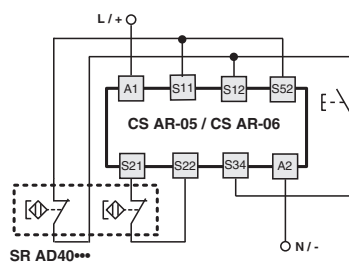 L / +
A1 S11 S12 S52
CS AR-05 / CS AR-06
S21 S22 S34 A2
SR AD40•••
N / -